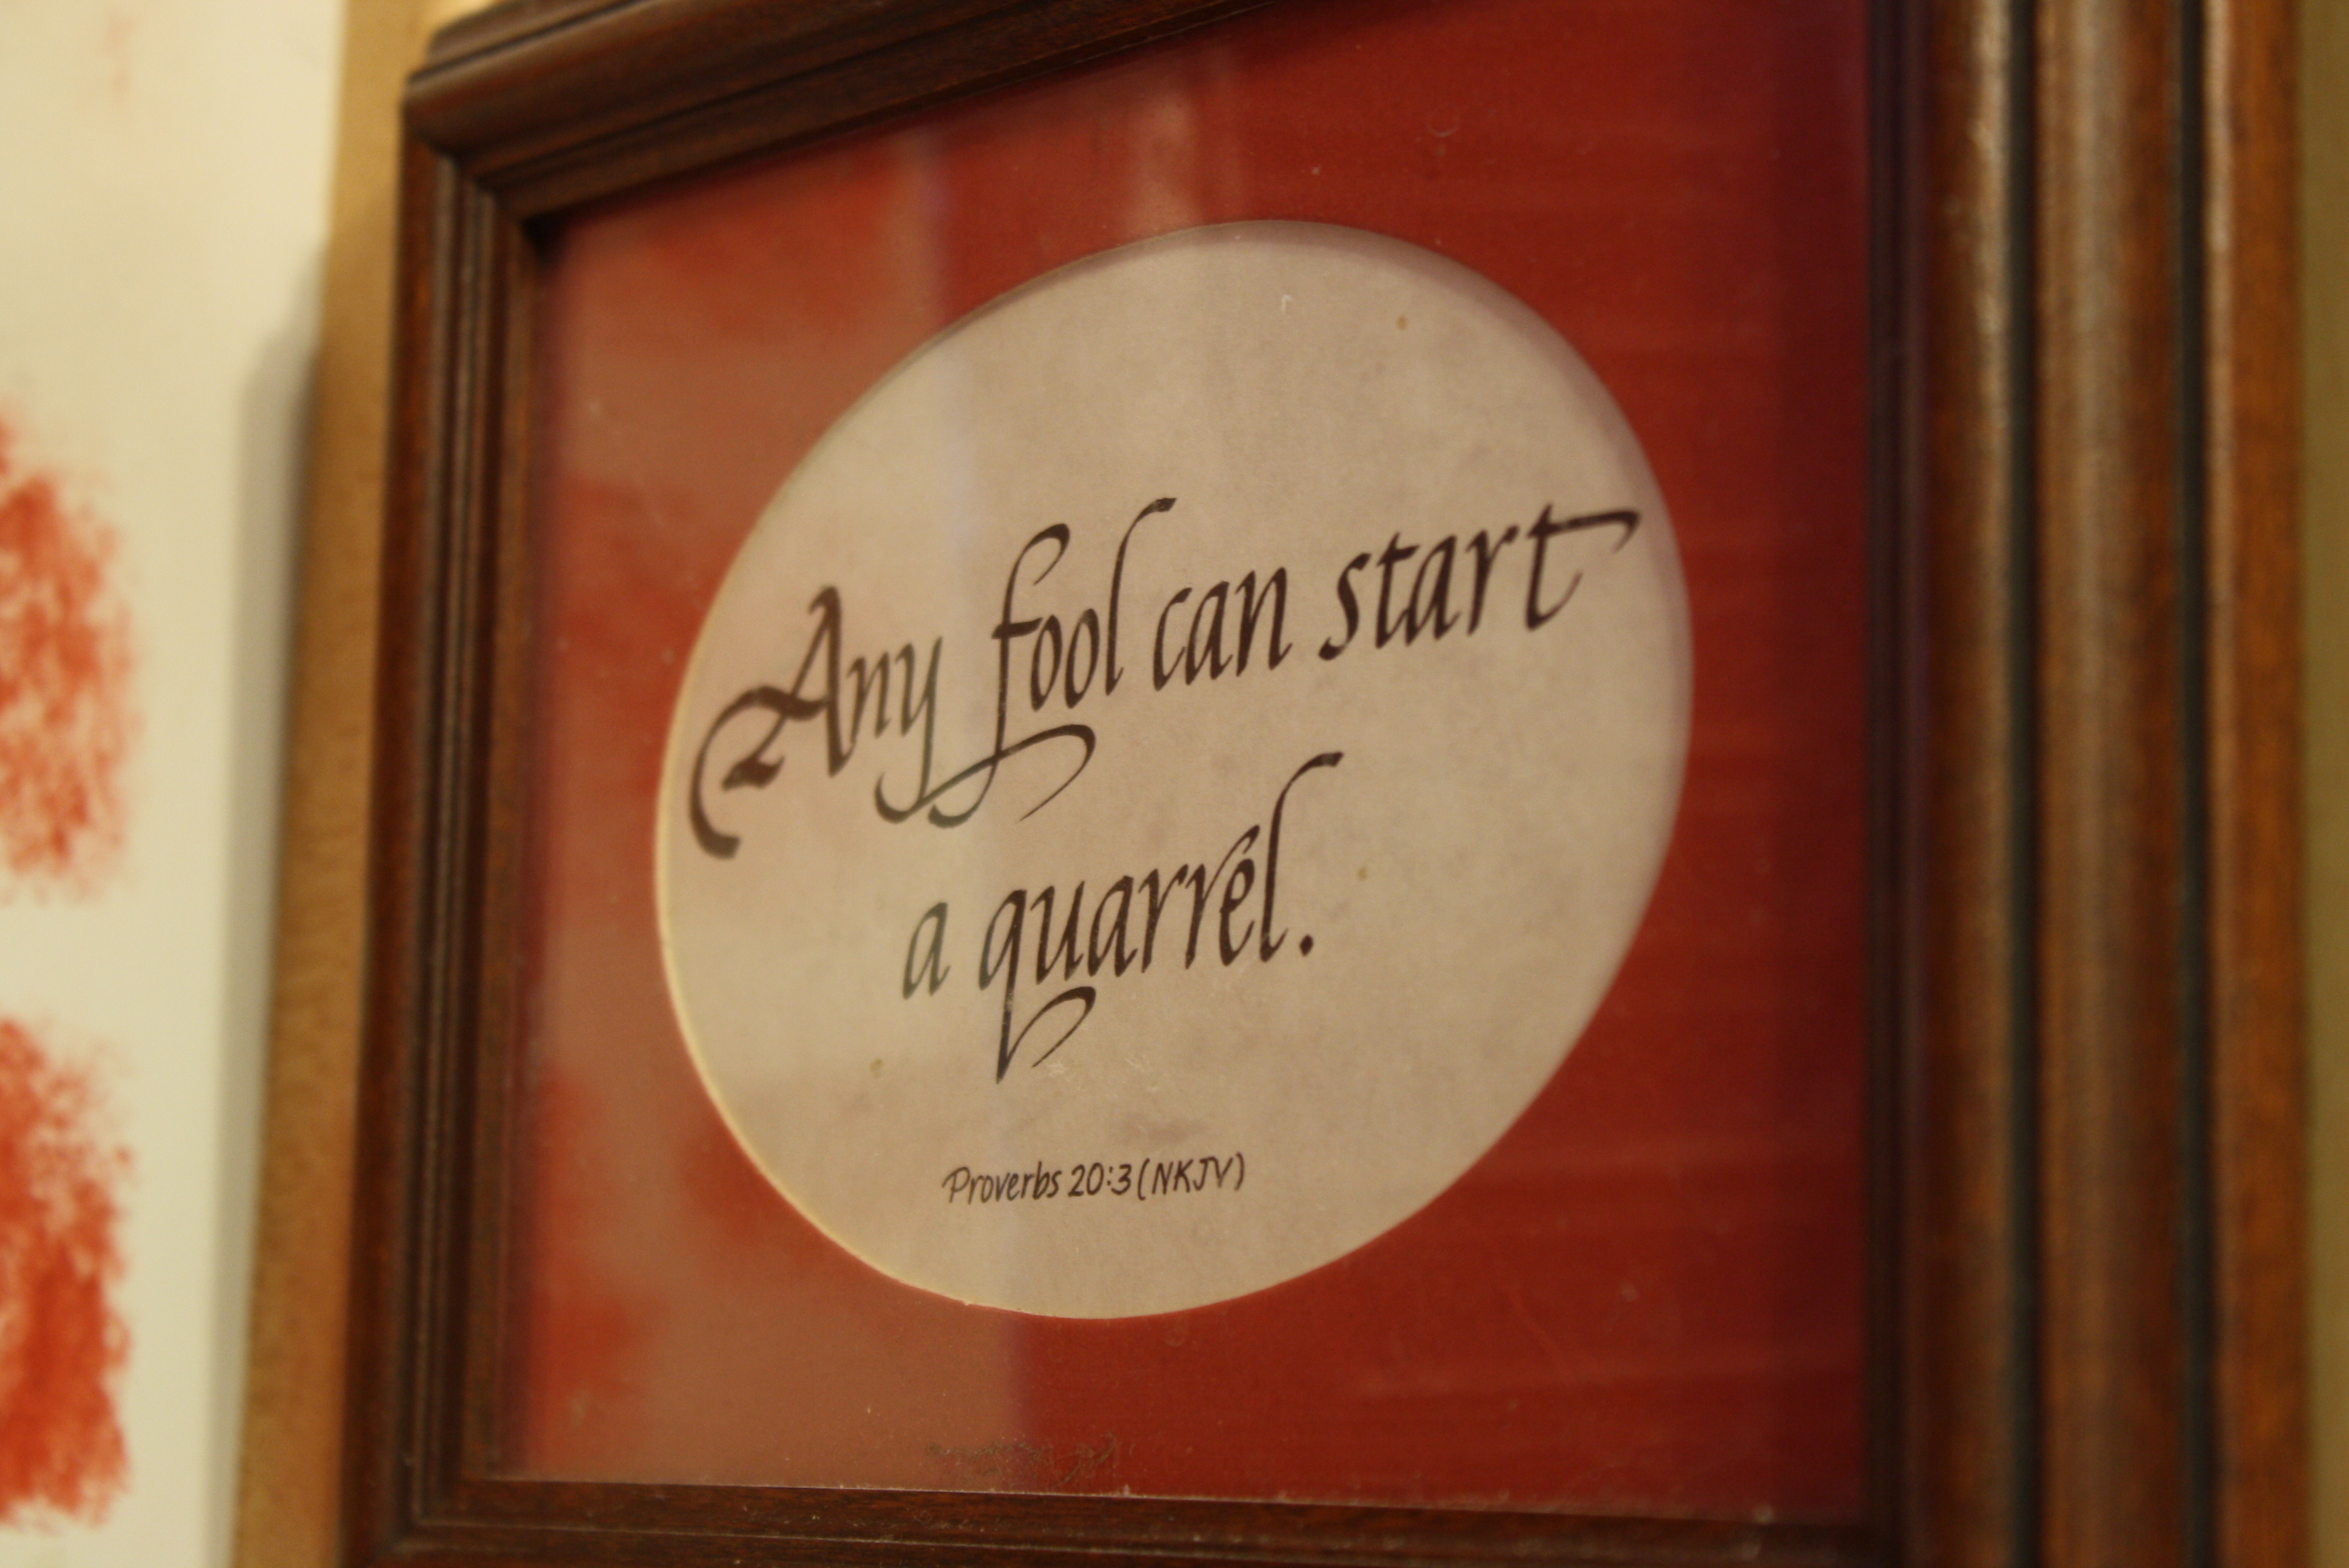 Any fool can start
a quarrel.
Proverbs 20:3 (NKJV)